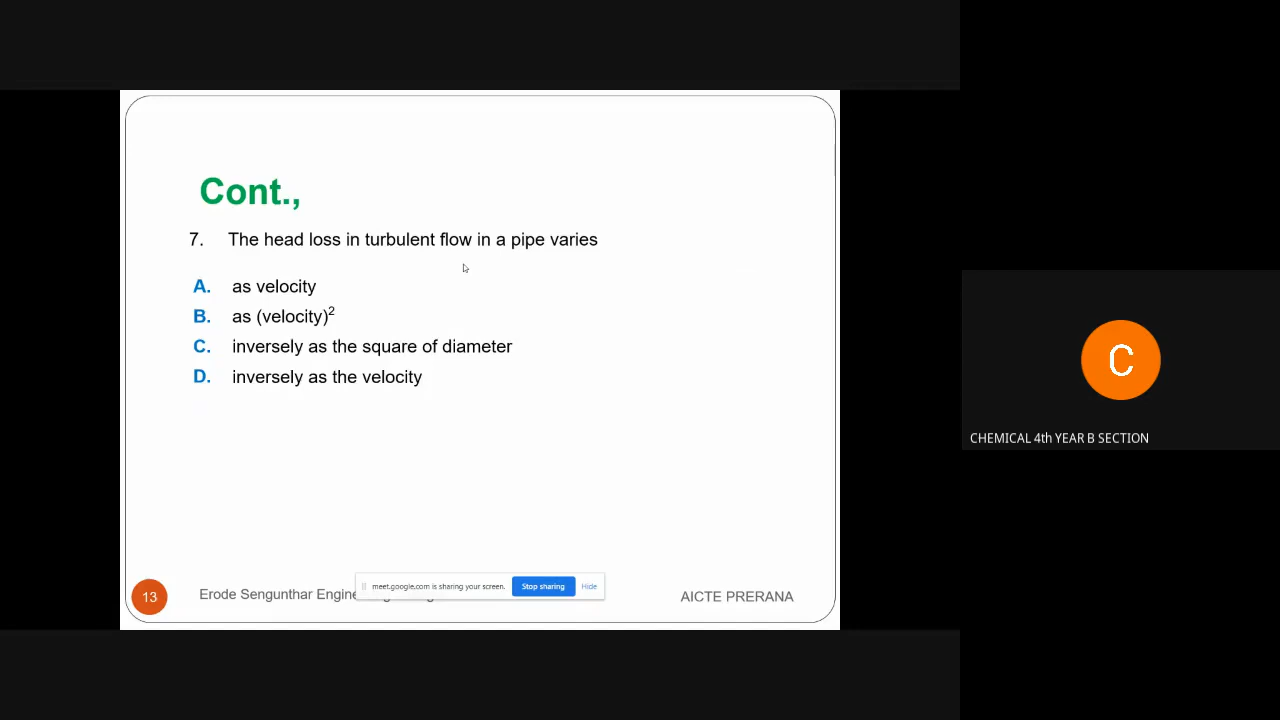 Cont.,
7. The head loss in turbulent flow in a pipe varies
A. as velocity
B. as (velocity)²
C. inversely as the square of diameter
D. inversely as the velocity
13
Erode Sengunthar Engine
meet.google.com is sharing your screen. Stop sharing Hide
AICTE PRERANA
C
CHEMICAL 4th YEAR B SECTION